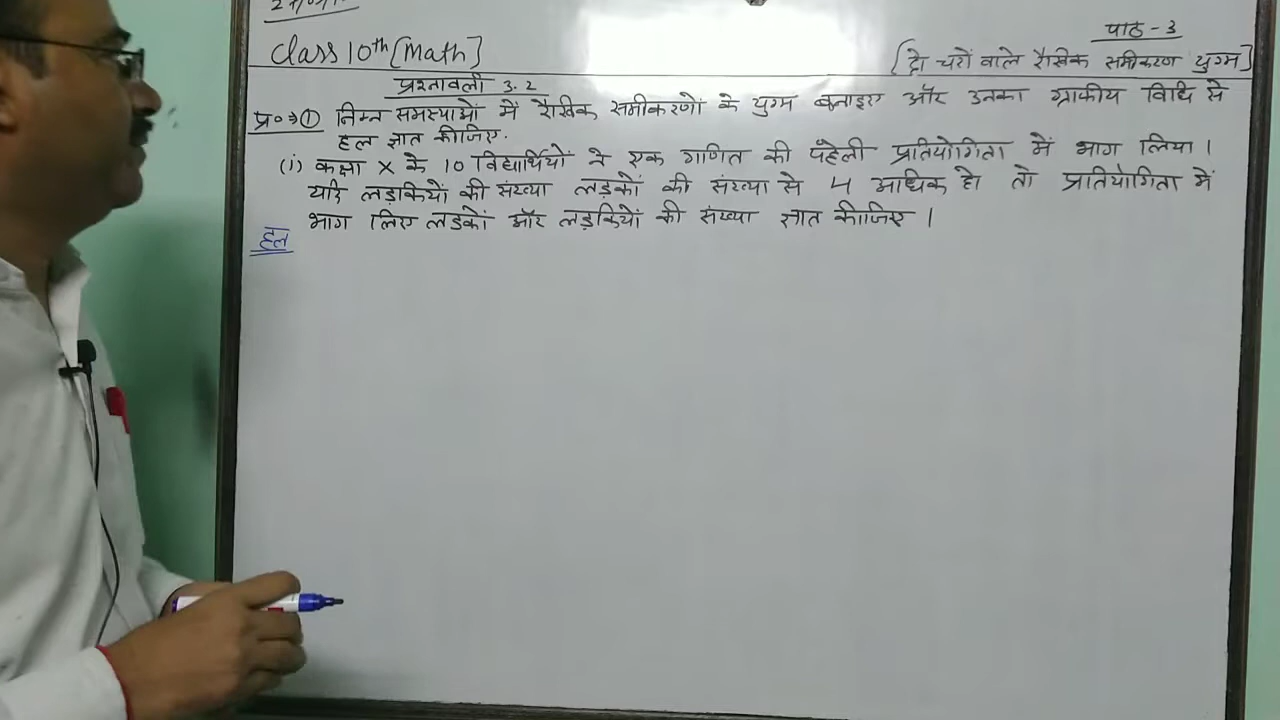 Class 10th [Math]
पाठ - 3
[दो चरों वाले रैखिक समीकरण युग्म]
प्रश्नावली 3.2
प्र० → ① निम्न समस्याओं में रैखिक समीकरणों के युग्म बनाइए और उनका ग्राफीय विधि से
हल ज्ञात कीजिए.
(i) कक्षा X के 10 विद्यार्थियों ने एक गणित की पहेली प्रतियोगिता में भाग लिया।
यदि लड़कियों की संख्या लड़कों की संख्या से 4 अधिक हो तो प्रतियोगिता में
भाग लिए लड़कों और लड़कियों की संख्या ज्ञात कीजिए।
हल